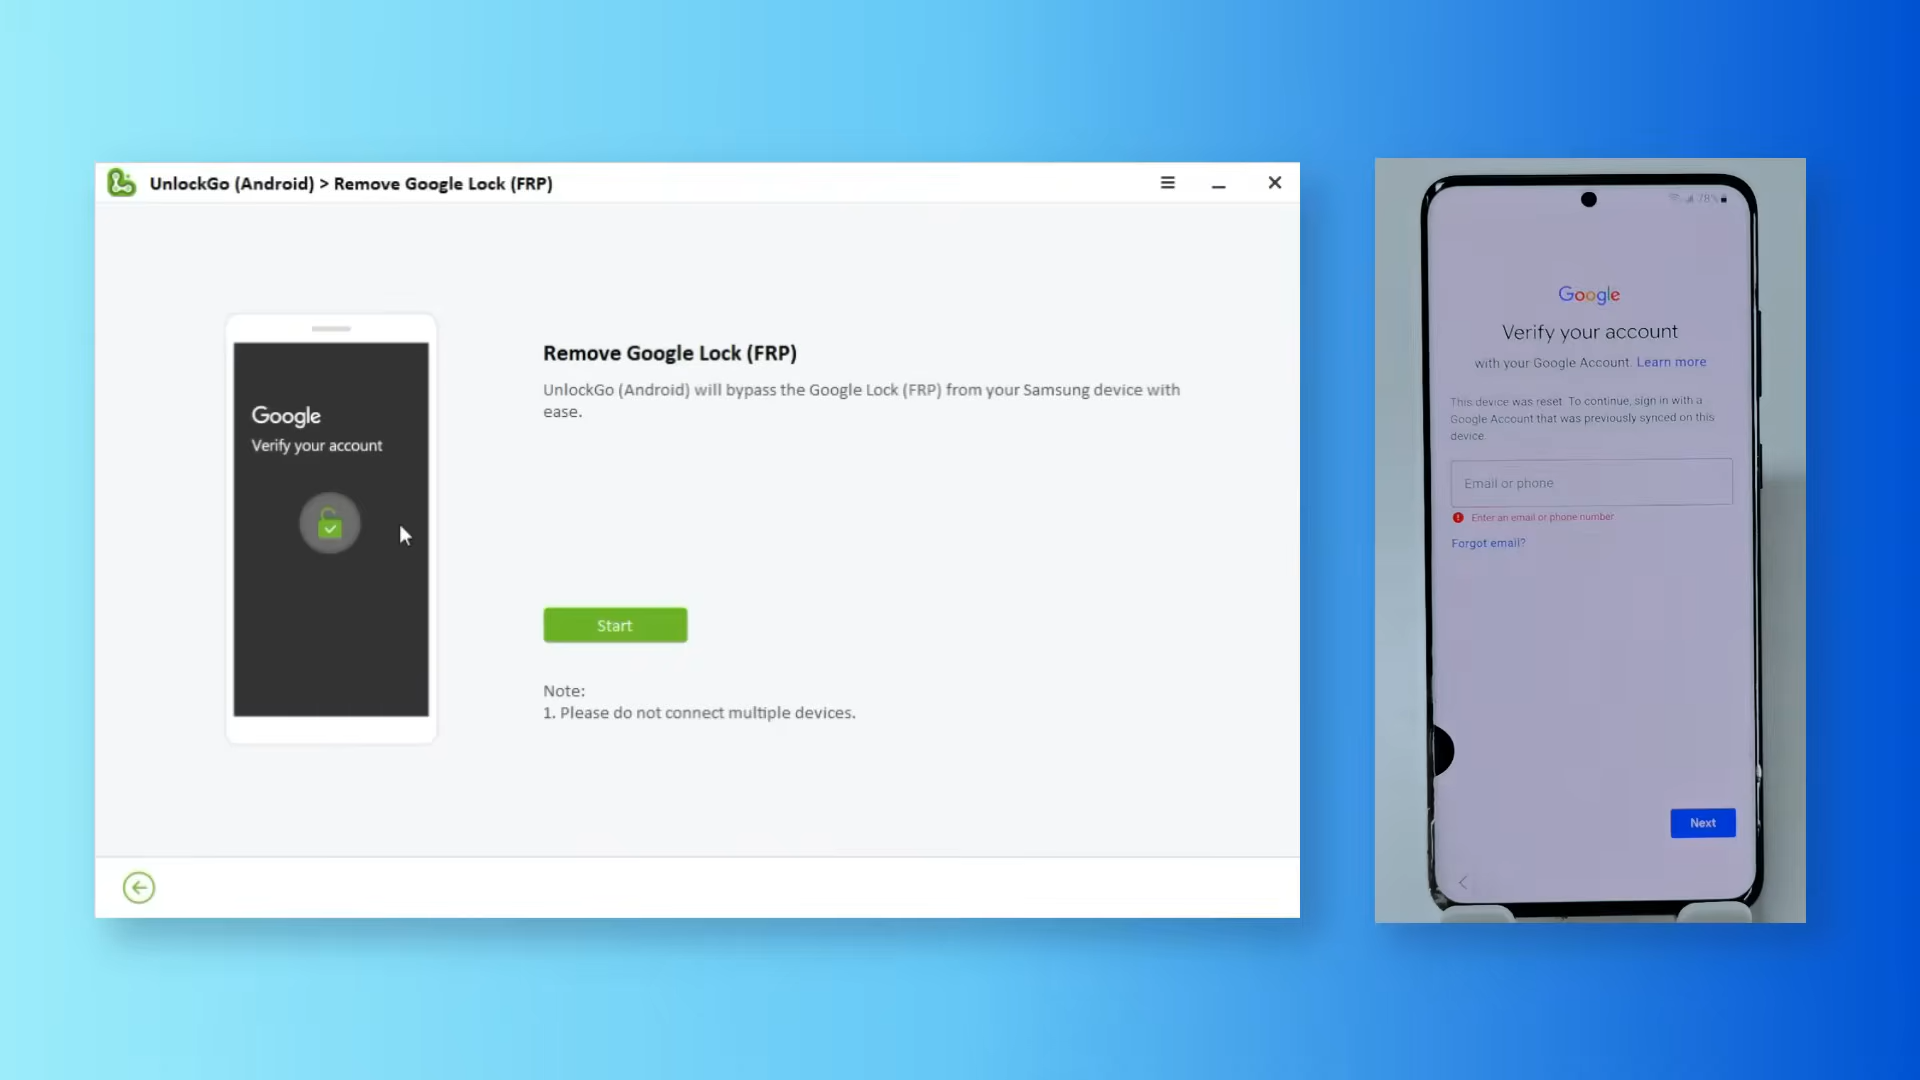 UnlockGo (Android) > Remove Google Lock (FRP)
Google
Verify your account
Remove Google Lock (FRP)
UnlockGo (Android) will bypass the Google Lock (FRP) from your Samsung device with
ease.
Start
Note:
1. Please do not connect multiple devices.
78%
Google
Verify your account
with your Google Account. Learn more
This device was reset. To continue, sign in with a
Google Account that was previously synced on this
device.
Email or phone
Enter an email or phone number
Forgot email?
Next